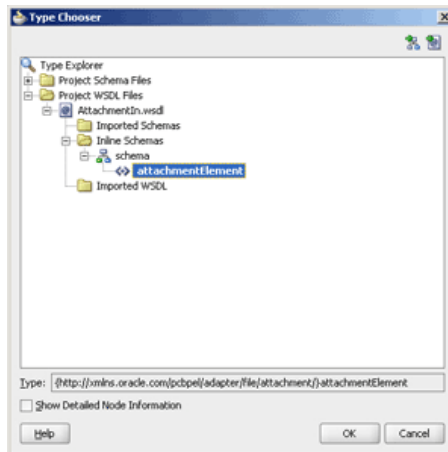 Type Chooser
Type Explorer
Project Schema Files
Project WSDL Files
AttachmentIn.wsdl
Imported Schemas
Inline Schemas
schema
attachmentElement
Imported WSDL
Type: {http://xmlns.oracle.com/pcbpel/adapter/file/attachment/}attachmentElement
Show Detailed Node Information
Help OK Cancel